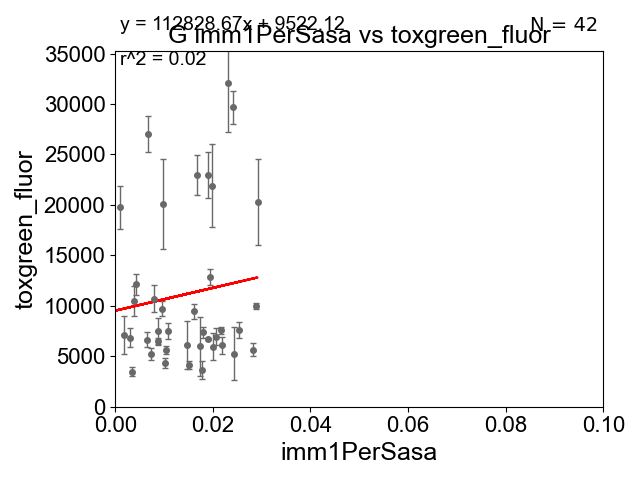 y = 112828.67x + 9522.12
N = 42
G imm1PerSasa vs toxgreen_fluor
r^2 = 0.02
35000
30000
25000
20000
15000
10000
5000
0
toxgreen_fluor
0.00 0.02 0.04 0.06 0.08 0.10
imm1PerSasa